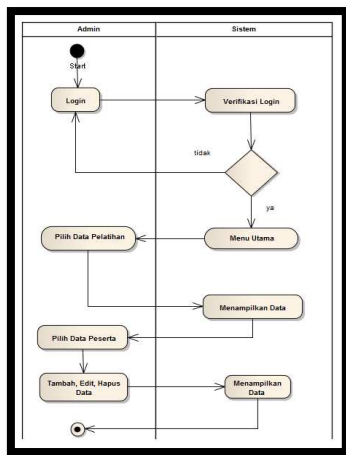 Admin
Sistem
Start
Login
Verifikasi Login
tidak
ya
Pilih Data Pelatihan
Menu Utama
Menampilkan Data
Pilih Data Peserta
Tambah, Edit, Hapus
Data
Menampilkan
Data